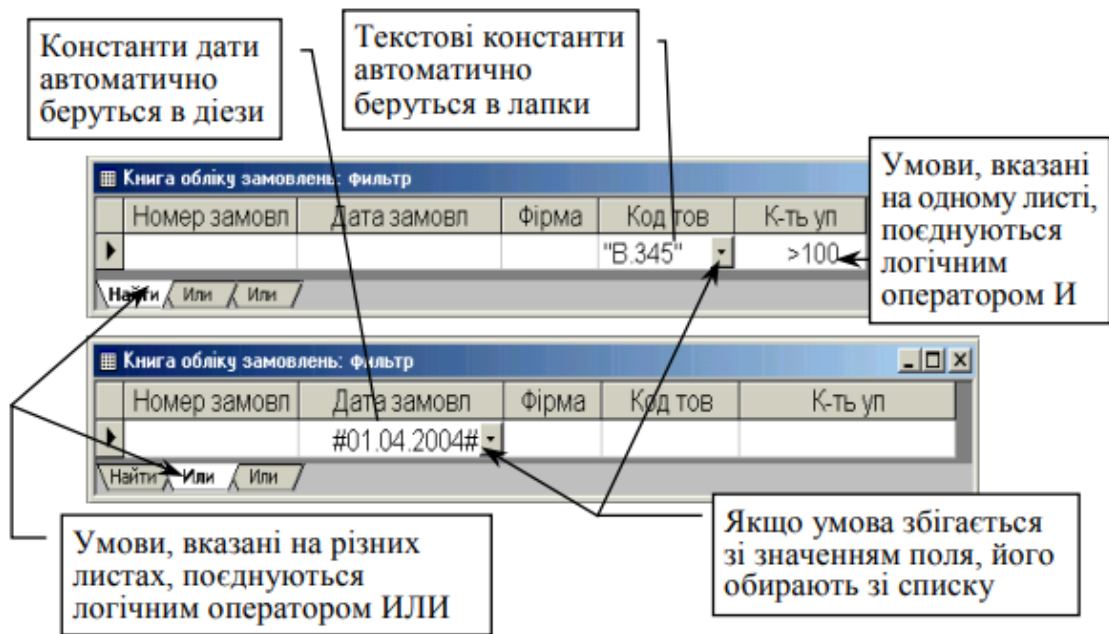 Константи дати
автоматично
беруться в діези
Текстові константи
автоматично
беруться в лапки
Умови, вказані
на одному листі,
поєднуються
логічним
оператором И
Книга обліку замовлень: фильтр
Номер замовл Дата замовл Фірма Код тов К-ть уп
"В.345" >100
Найти Или Или
Книга обліку замовлень: фильтр
Номер замовл Дата замовл Фірма Код тов К-ть уп
#01.04.2004#
Найти Или Или
Умови, вказані на різних
листах, поєднуються
логічним оператором ИЛИ
Якщо умова збігається
зі значенням поля, його
обирають зі списку